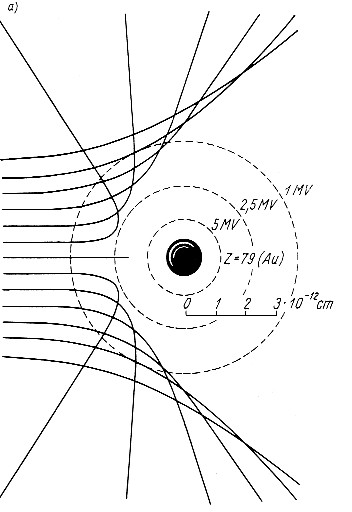 a)
1 MV
2,5 MV
5 MV
Z=79 (Au)
0 1 2 3·10⁻¹² cm